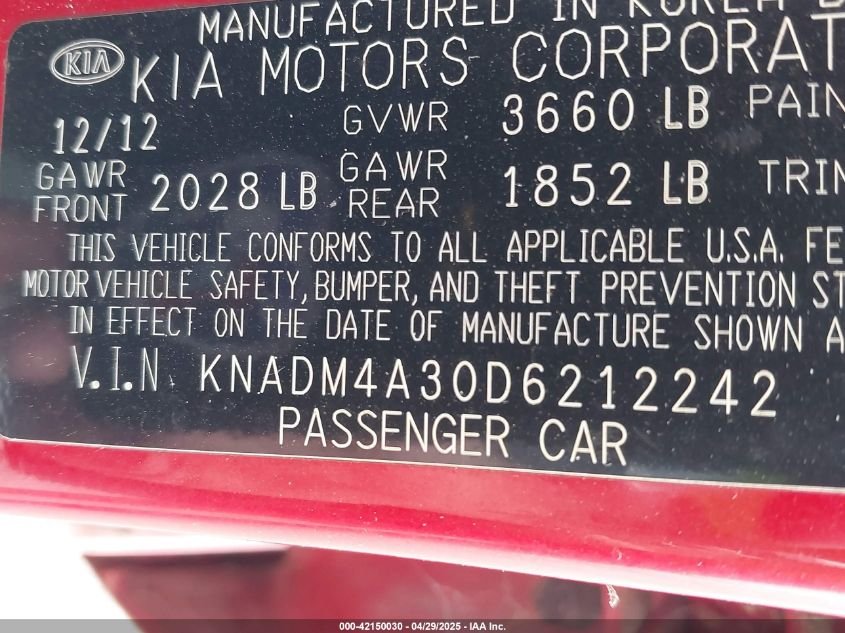 MANUFACTURED IN KOREA
KIA KIA MOTORS CORPORAT
12/12 GVWR 3660 LB PAIN
GAWR FRONT 2028 LB GAWR REAR 1852 LB TRIM
THIS VEHICLE CONFORMS TO ALL APPLICABLE U.S.A. FE
MOTOR VEHICLE SAFETY, BUMPER, AND THEFT PREVENTION ST
IN EFFECT ON THE DATE OF MANUFACTURE SHOWN A
V.I.N KNADM4A30D6212242
PASSENGER CAR
000-42150030 - 04/29/2025 - IAA Inc.